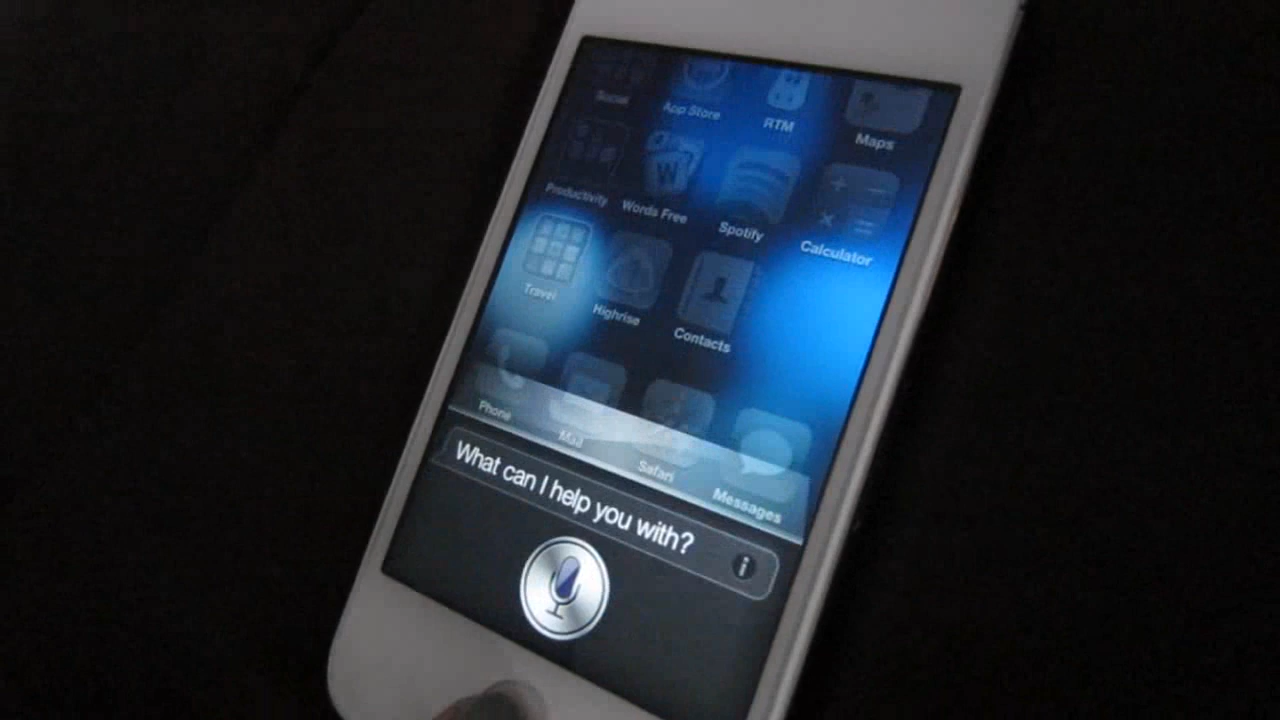 Social
App Store
RTM
Maps
Productivity
W
Words Free
Spotify
Calculator
Travel
Highrise
Contacts
Phone
Mail
Safari
Messages
What can I help you with?
i